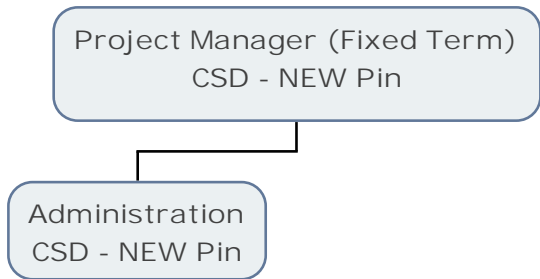 Project Manager (Fixed Term)
CSD - NEW Pin
Administration
CSD - NEW Pin